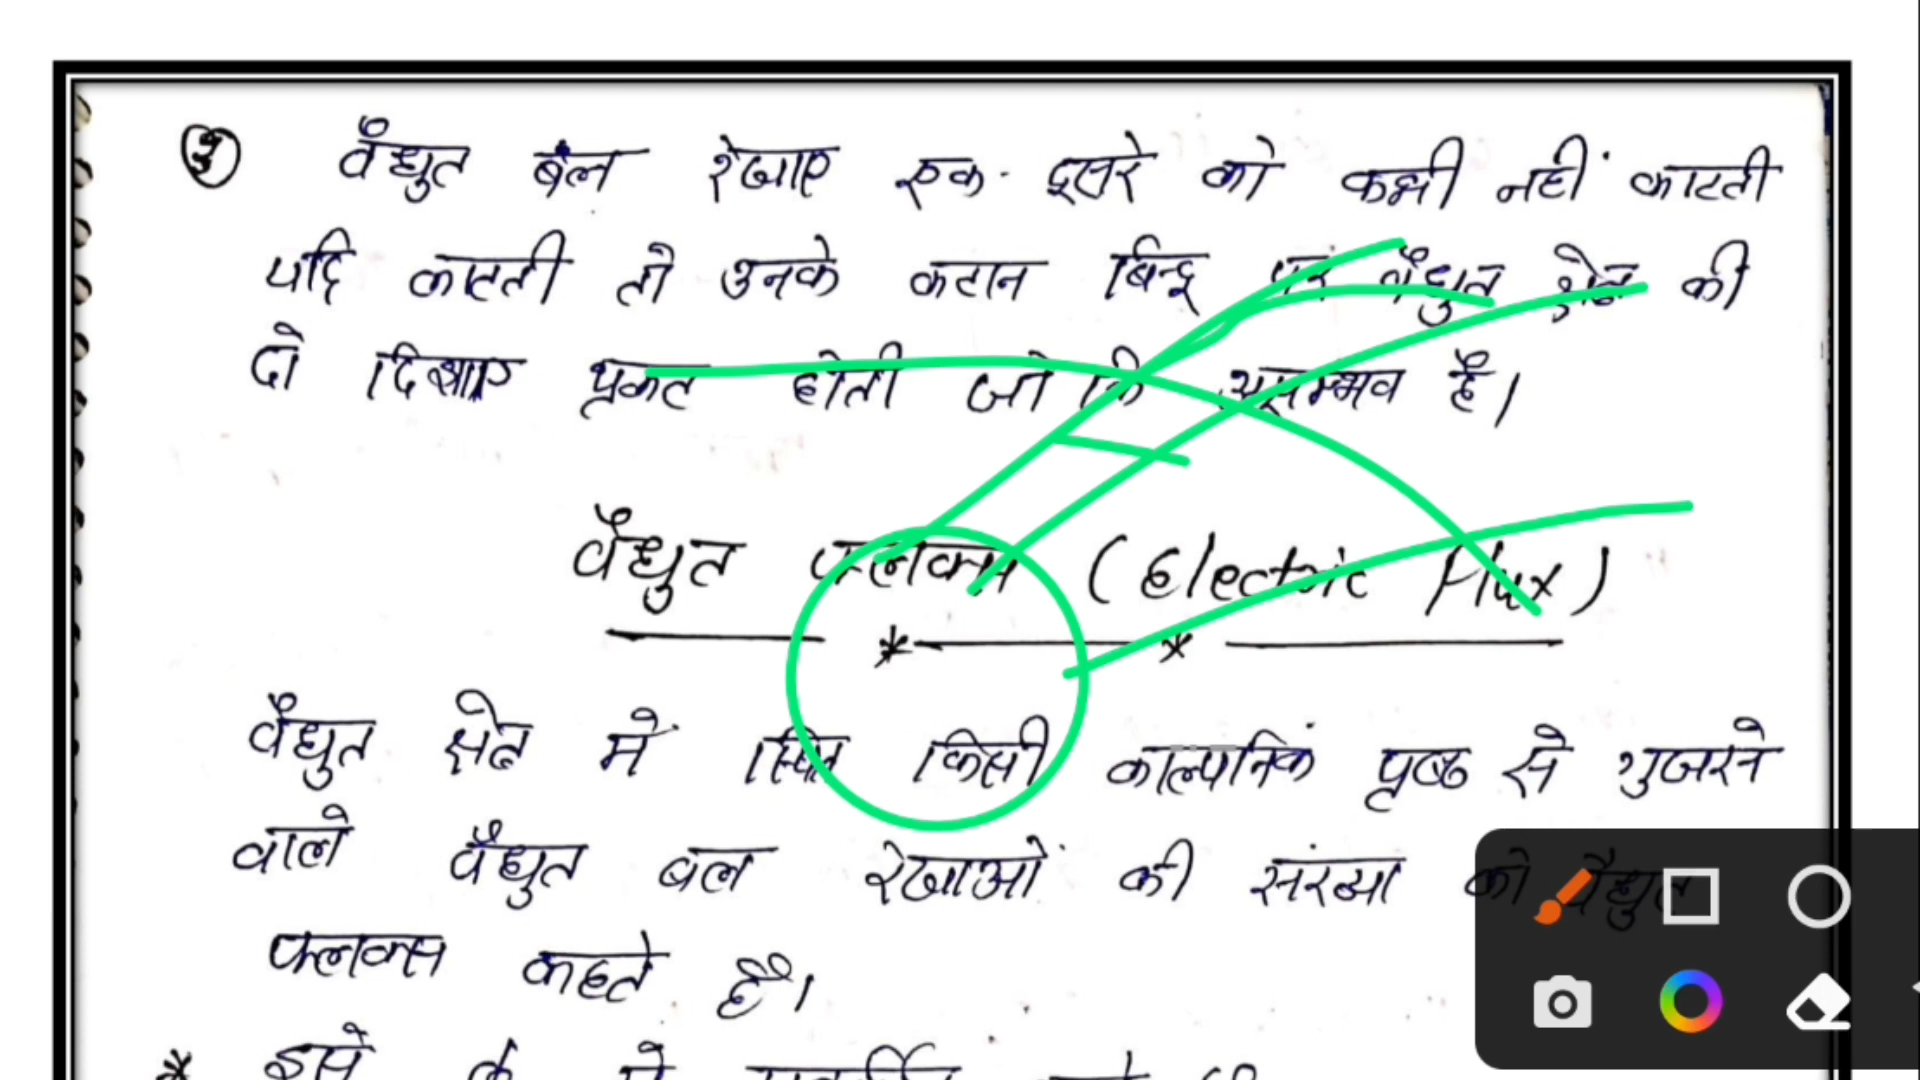 ③ वैद्युत बल रेखाए एक-दूसरे को कभी नहीं काटती
यदि काटती तो उनके कटान बिन्दू पर वैद्युत क्षेत्र की
दो दिशाए प्रकट होती जो कि असम्भव है।
वैद्युत फ्लक्स (Electric Flux)
वैद्युत क्षेत्र में स्थित किसी काल्पनिक पृष्ठ से गुजरने
वाले वैद्युत बल रेखाओं की संख्या को वैद्युत
फ्लक्स कहते हैं।
* इसे